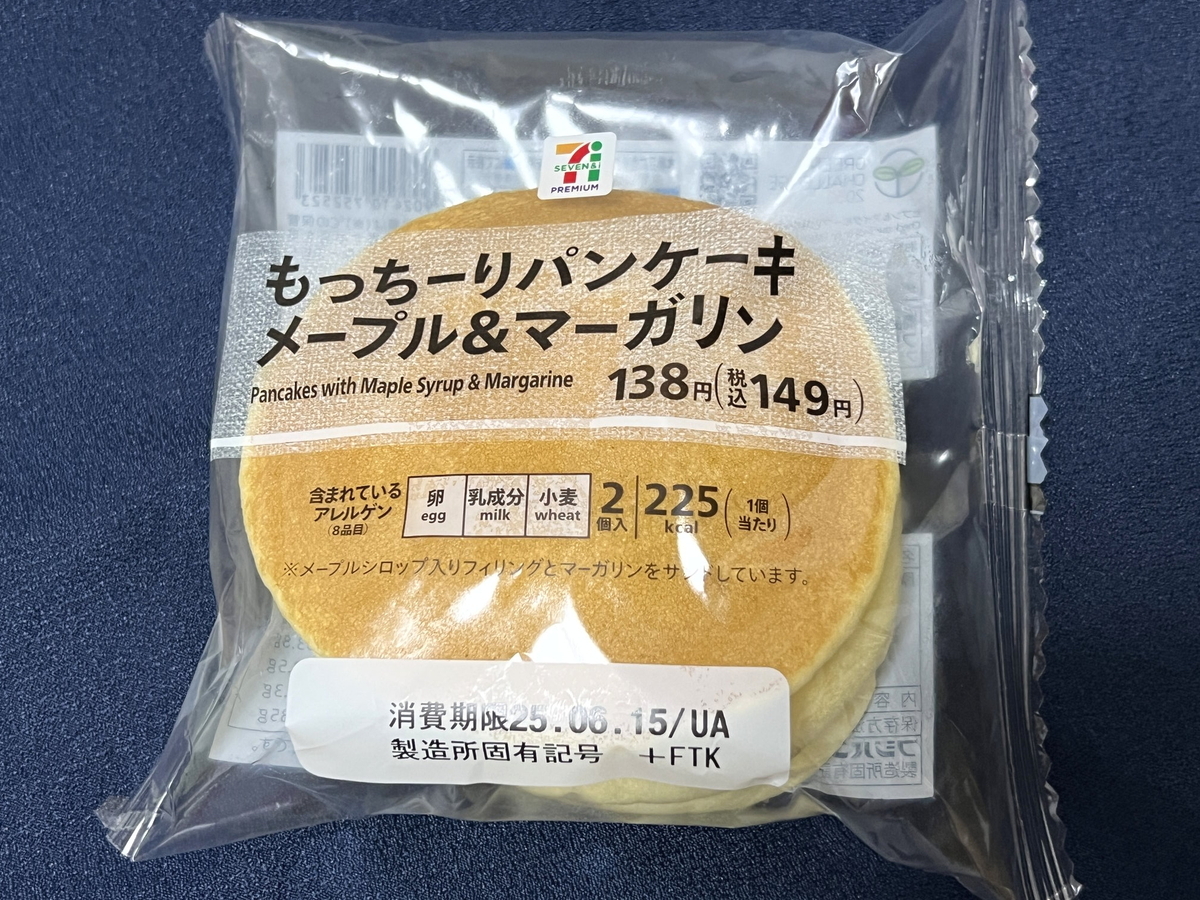 SEVEN&i
PREMIUM
もっちーりパンケーキ
メープル&マーガリン
Pancakes with Maple Syrup & Margarine
138円(税込149円)
含まれている
アレルゲン
(8品目)
卵 乳成分 小麦
egg milk wheat
2個入 225kcal (1個当たり)
※メープルシロップ入りフィリングとマーガリンをサンドしています。
消費期限25.06.15/UA
製造所固有記号 +FTK